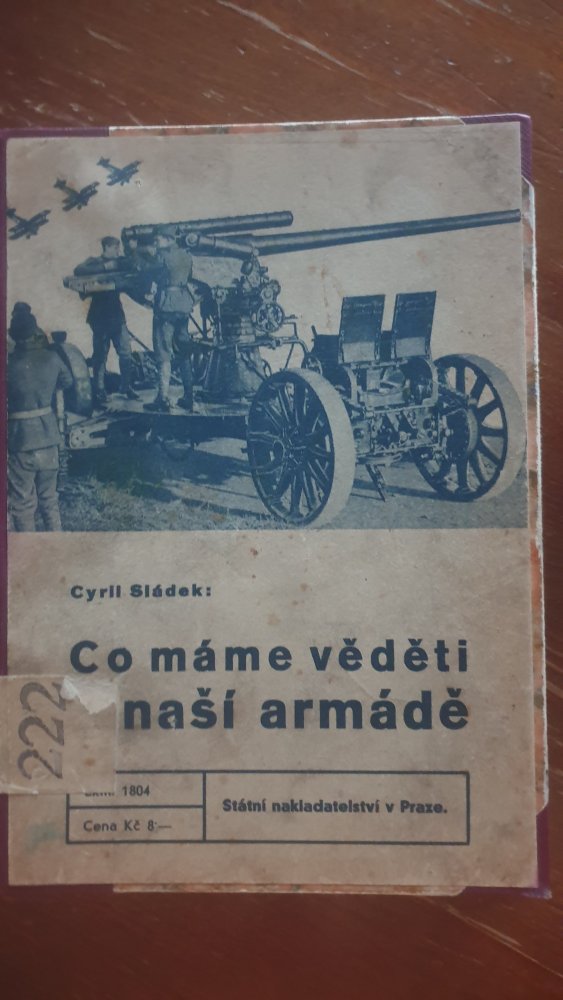 Cyril Sládek:
Co máme věděti
naší armádě
222
1804
Cena Kč 8·—
Státní nakladatelství v Praze.